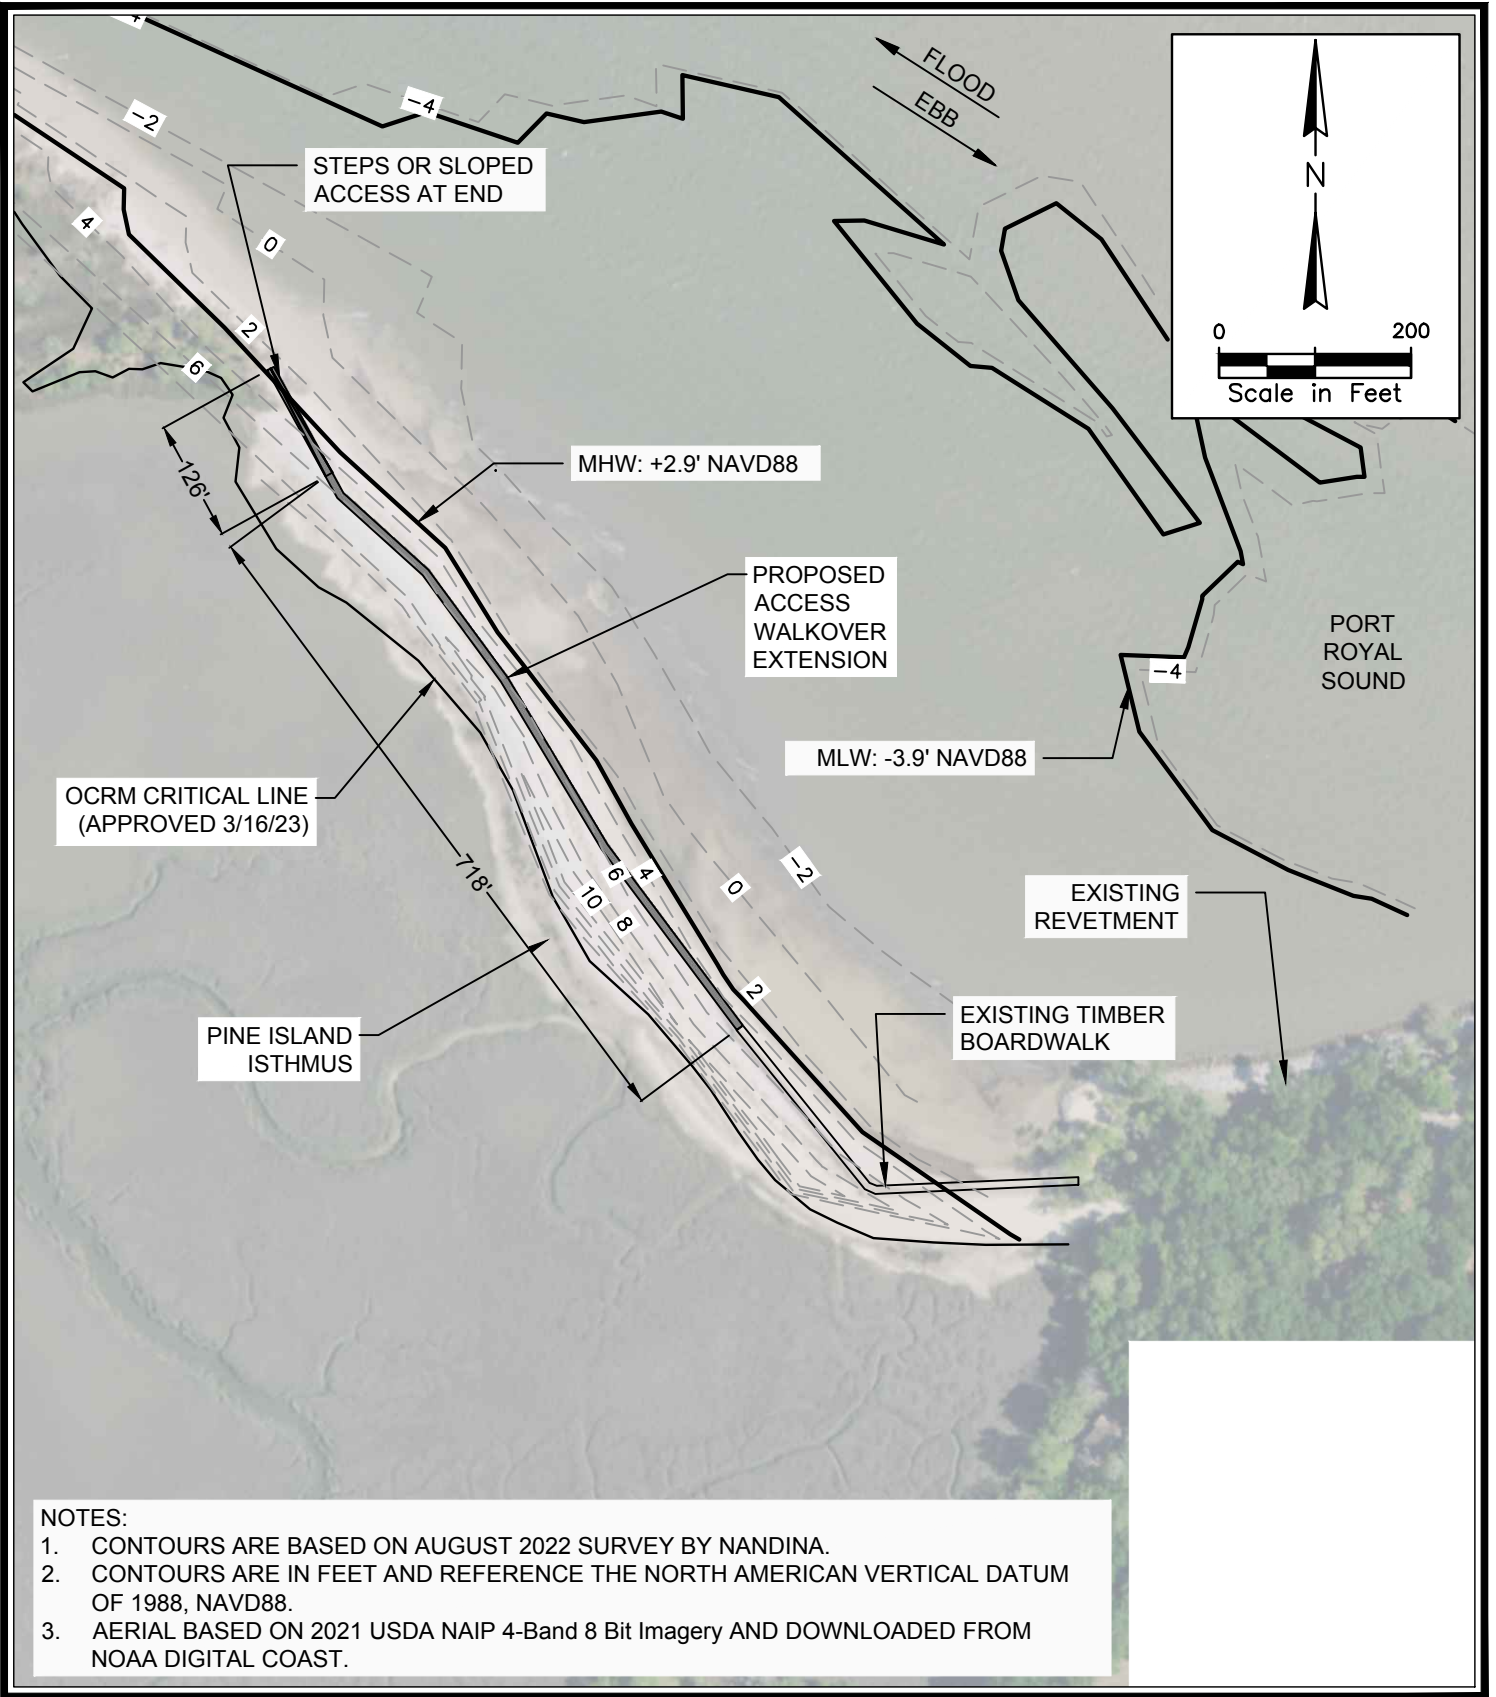 -4
FLOOD
EBB
-4
-2
STEPS OR SLOPED
ACCESS AT END
N
4
0
2
6
0 200
Scale in Feet
126'
MHW: +2.9' NAVD88
PROPOSED
ACCESS
WALKOVER
EXTENSION
PORT
ROYAL
SOUND
-4
MLW: -3.9' NAVD88
OCRM CRITICAL LINE
(APPROVED 3/16/23)
718'
6
4
10
8
0
-2
EXISTING
REVETMENT
2
EXISTING TIMBER
BOARDWALK
PINE ISLAND
ISTHMUS
NOTES:
1. CONTOURS ARE BASED ON AUGUST 2022 SURVEY BY NANDINA.
2. CONTOURS ARE IN FEET AND REFERENCE THE NORTH AMERICAN VERTICAL DATUM
OF 1988, NAVD88.
3. AERIAL BASED ON 2021 USDA NAIP 4-Band 8 Bit Imagery AND DOWNLOADED FROM
NOAA DIGITAL COAST.